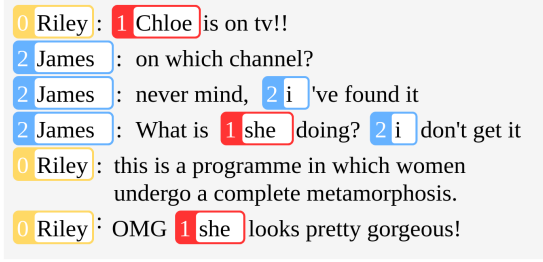 0 Riley : 1 Chloe is on tv!!
2 James : on which channel?
2 James : never mind, 2 i 've found it
2 James : What is 1 she doing? 2 i don't get it
0 Riley : this is a programme in which women
undergo a complete metamorphosis.
0 Riley : OMG 1 she looks pretty gorgeous!